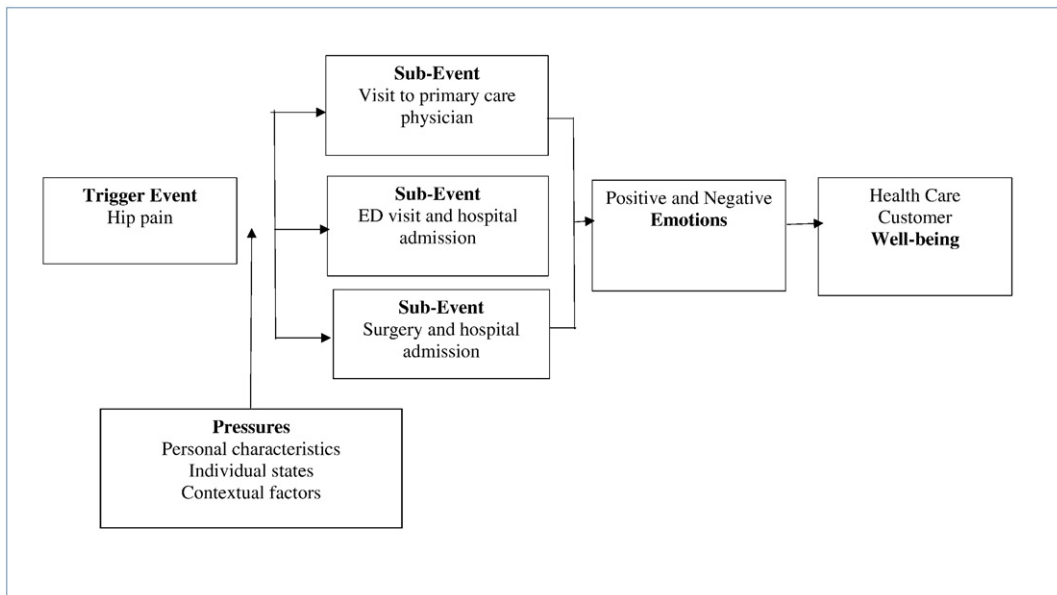 Sub-Event
Visit to primary care
physician
Trigger Event
Hip pain
Sub-Event
ED visit and hospital
admission
Positive and Negative
Emotions
Health Care
Customer
Well-being
Sub-Event
Surgery and hospital
admission
Pressures
Personal characteristics
Individual states
Contextual factors